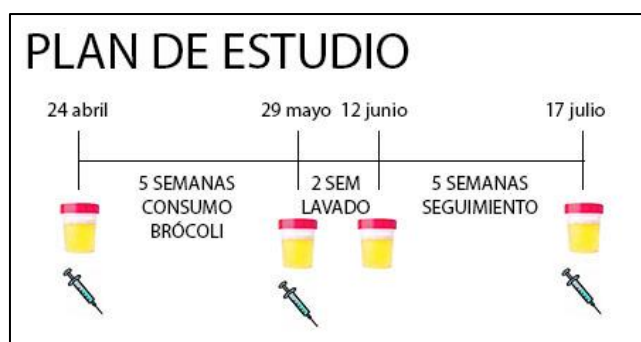 PLAN DE ESTUDIO
24 abril
29 mayo
12 junio
17 julio
5 SEMANAS
CONSUMO
BRÓCOLI
2 SEM
LAVADO
5 SEMANAS
SEGUIMIENTO